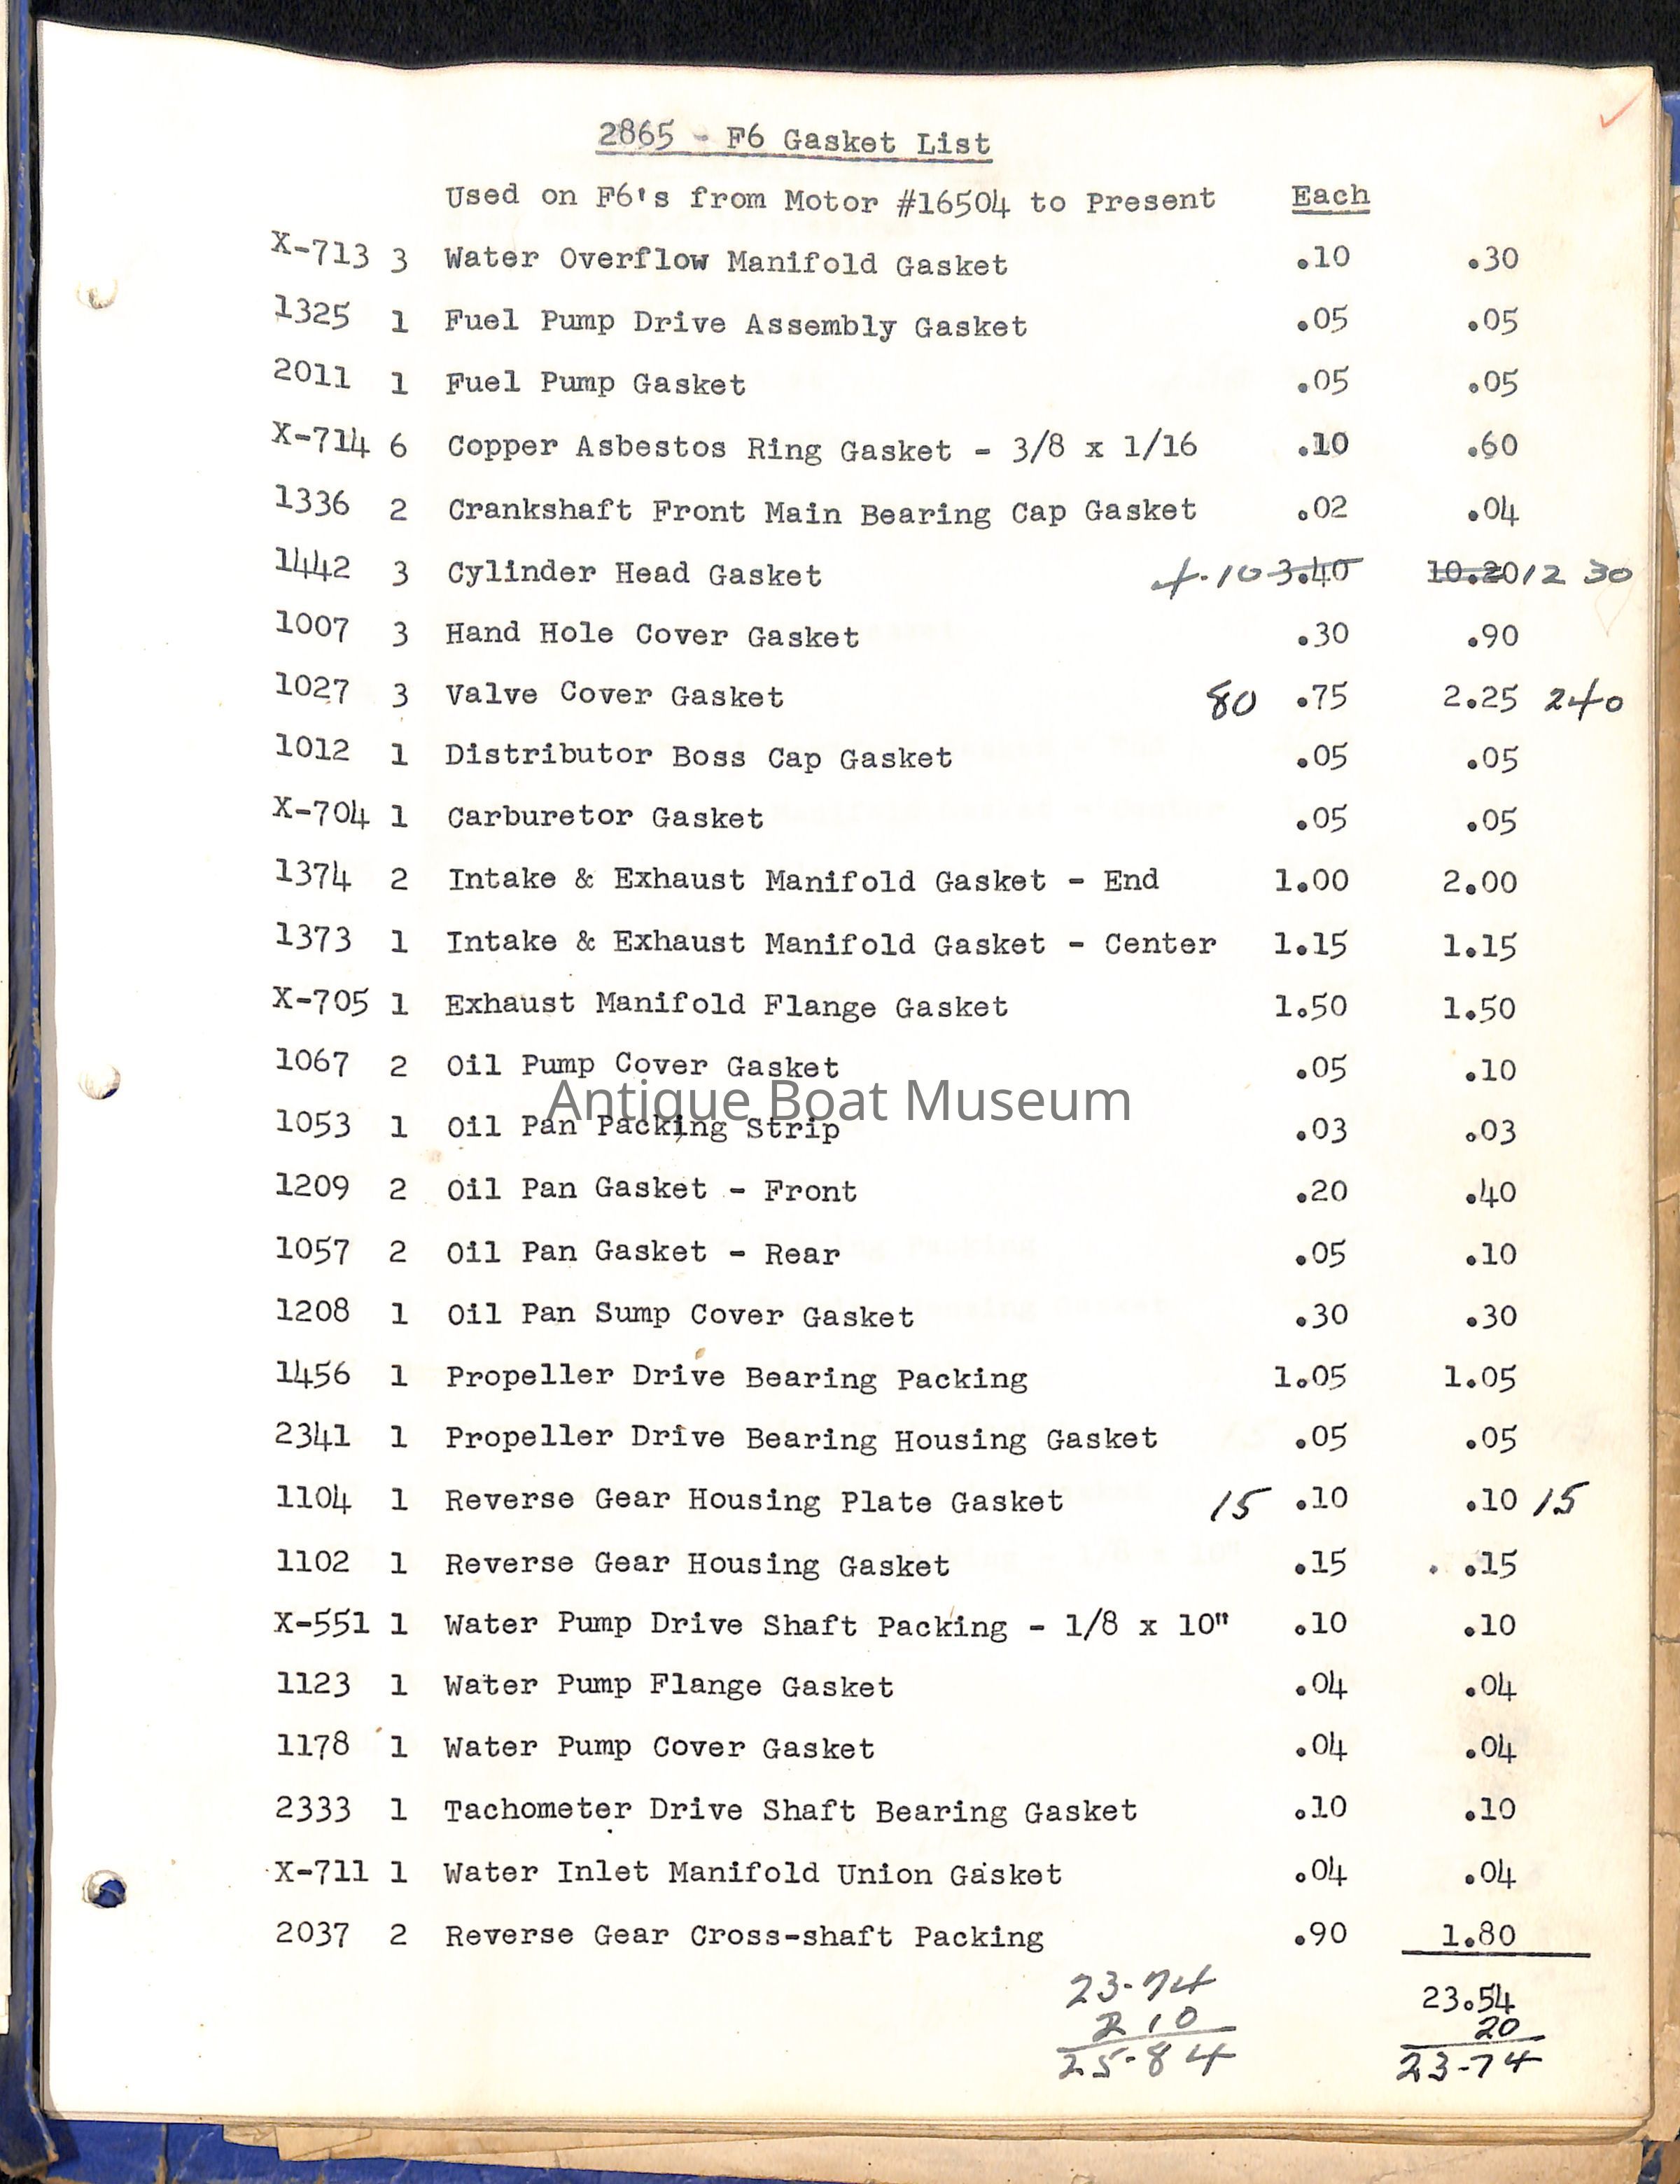 2865 - F6 Gasket List
Used on F6's from Motor #16504 to Present Each
X-713 3 Water Overflow Manifold Gasket .10 .30
1325 1 Fuel Pump Drive Assembly Gasket .05 .05
2011 1 Fuel Pump Gasket .05 .05
X-714 6 Copper Asbestos Ring Gasket - 3/8 x 1/16 .10 .60
1336 2 Crankshaft Front Main Bearing Cap Gasket .02 .04
1442 3 Cylinder Head Gasket 4.10 3.40 10.20 12 30
1007 3 Hand Hole Cover Gasket .30 .90
1027 3 Valve Cover Gasket 80 .75 2.25 240
1012 1 Distributor Boss Cap Gasket .05 .05
X-704 1 Carburetor Gasket .05 .05
1374 2 Intake & Exhaust Manifold Gasket - End 1.00 2.00
1373 1 Intake & Exhaust Manifold Gasket - Center 1.15 1.15
X-705 1 Exhaust Manifold Flange Gasket 1.50 1.50
1067 2 Oil Pump Cover Gasket .05 .10
Antique Boat Museum
1053 1 Oil Pan Packing Strip .03 .03
1209 2 Oil Pan Gasket - Front .20 .40
1057 2 Oil Pan Gasket - Rear .05 .10
1208 1 Oil Pan Sump Cover Gasket .30 .30
1456 1 Propeller Drive Bearing Packing 1.05 1.05
2341 1 Propeller Drive Bearing Housing Gasket .05 .05
1104 1 Reverse Gear Housing Plate Gasket 15 .10 .10 15
1102 1 Reverse Gear Housing Gasket .15 .15
X-551 1 Water Pump Drive Shaft Packing - 1/8 x 10" .10 .10
1123 1 Water Pump Flange Gasket .04 .04
1178 1 Water Pump Cover Gasket .04 .04
2333 1 Tachometer Drive Shaft Bearing Gasket .10 .10
X-711 1 Water Inlet Manifold Union Gasket .04 .04
2037 2 Reverse Gear Cross-shaft Packing .90 1.80
23.74 23.54
2 10 20
25.84 23-74